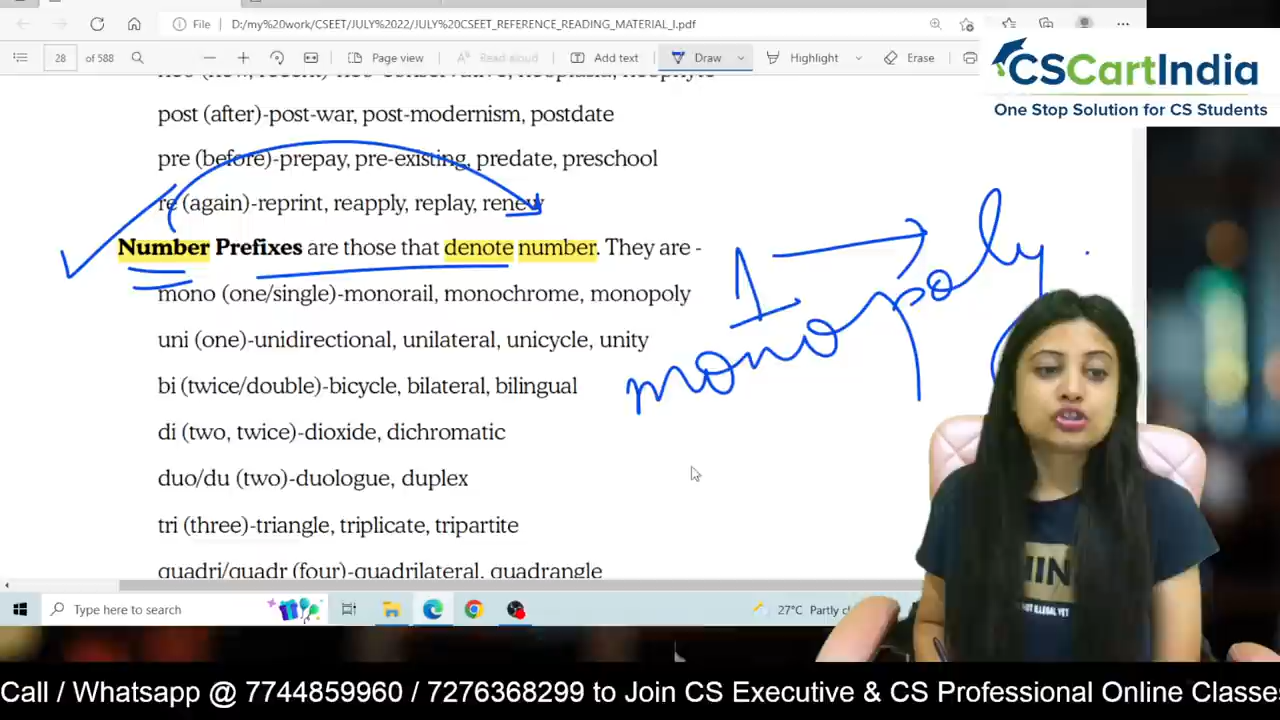 File
D:/my%20work/CSEET/JULY%2022/JULY%20CSEET_REFERENCE_READING_MATERIAL_I.pdf
28 of 588
Page view
Read aloud
Add text
Draw
Highlight
Erase
CSCartIndia
One Stop Solution for CS Students
post (after)-post-war, post-modernism, postdate
pre (before)-prepay, pre-existing, predate, preschool
re (again)-reprint, reapply, replay, renew
Number Prefixes are those that denote number. They are -
mono (one/single)-monorail, monochrome, monopoly
uni (one)-unidirectional, unilateral, unicycle, unity
bi (twice/double)-bicycle, bilateral, bilingual
di (two, twice)-dioxide, dichromatic
duo/du (two)-duologue, duplex
tri (three)-triangle, triplicate, tripartite
quadri/quadr (four)-quadrilateral, quadrangle
1
monopoly
Type here to search
27°C Partly
Call / Whatsapp @ 7744859960 / 7276368299 to Join CS Executive & CS Professional Online Classes